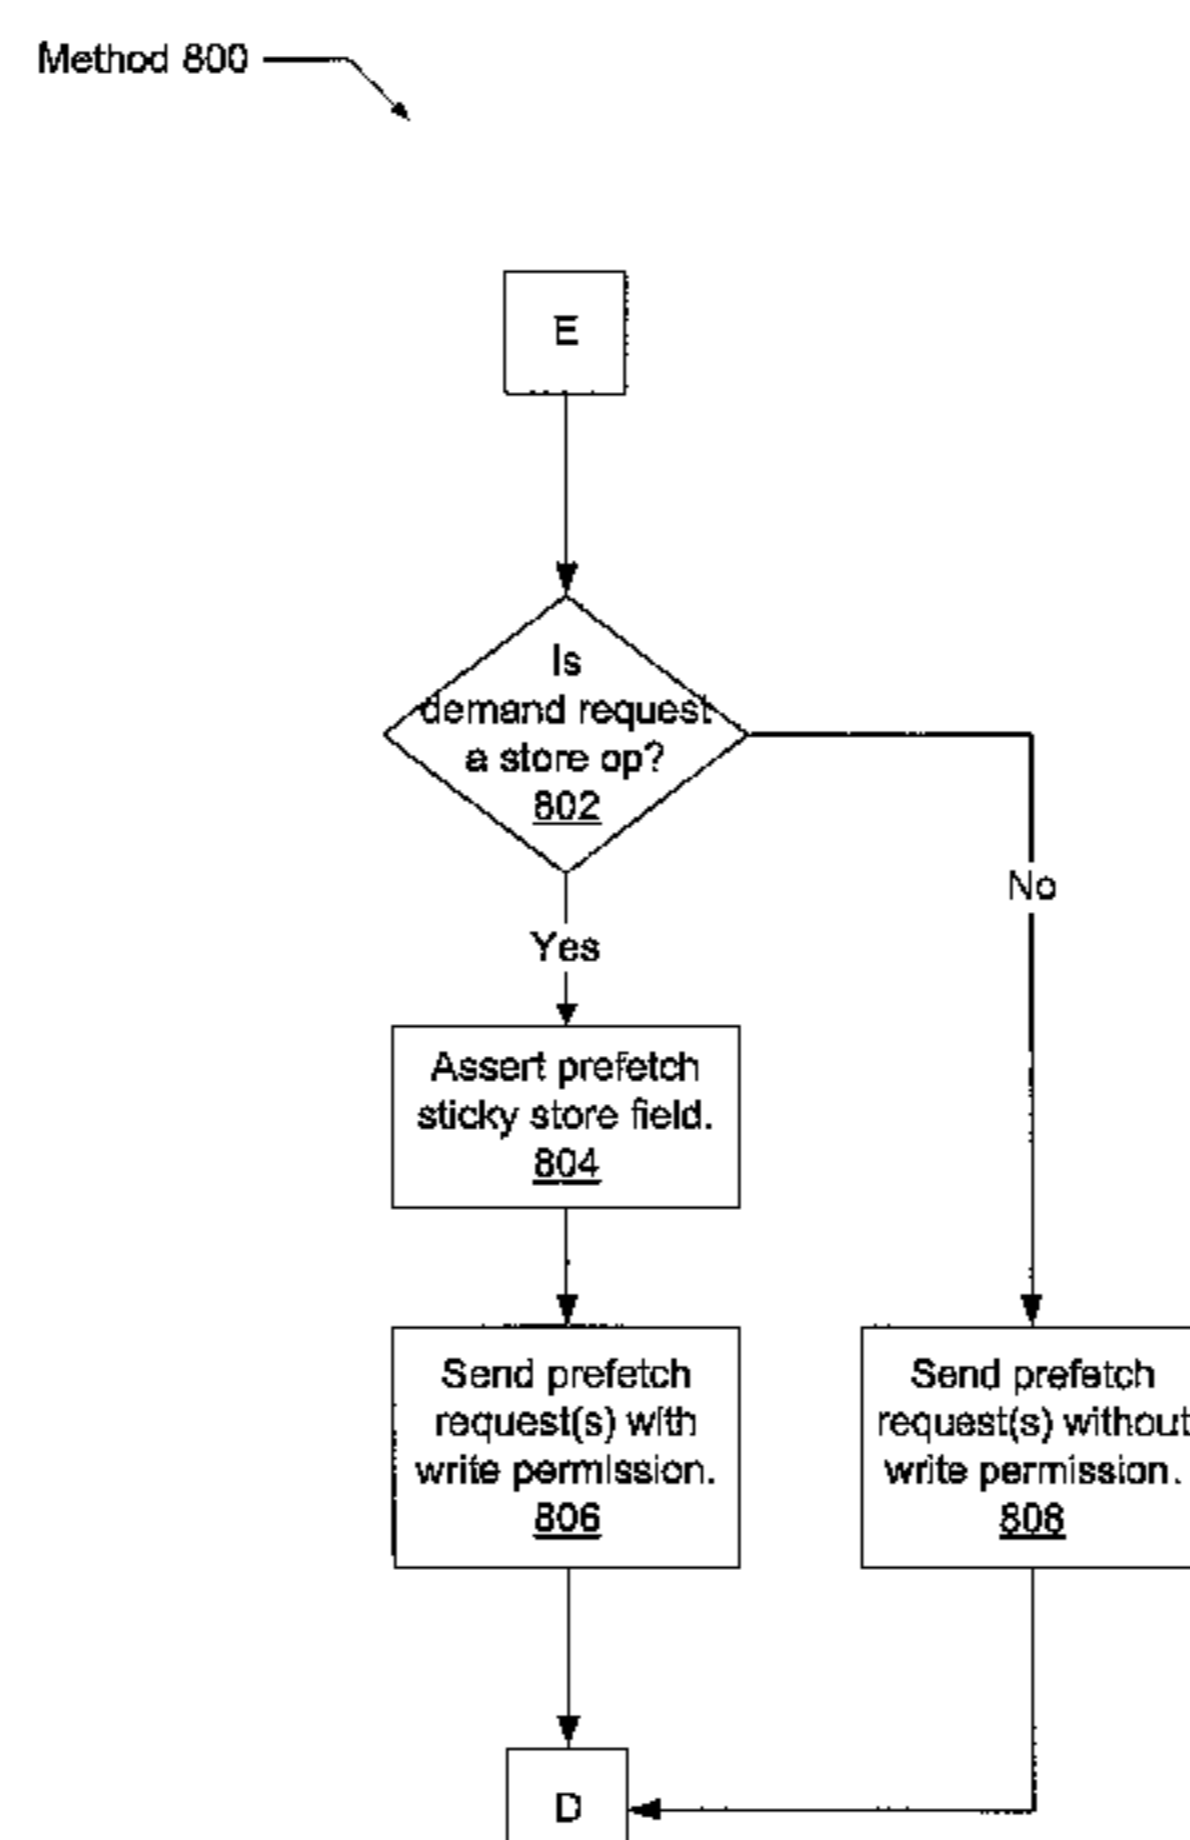 Method 800
E
Is
demand request
a store op?
802
No
Yes
Assert prefetch
sticky store field.
804
Send prefetch
request(s) with
write permission.
806
Send prefetch
request(s) without
write permission.
808
D